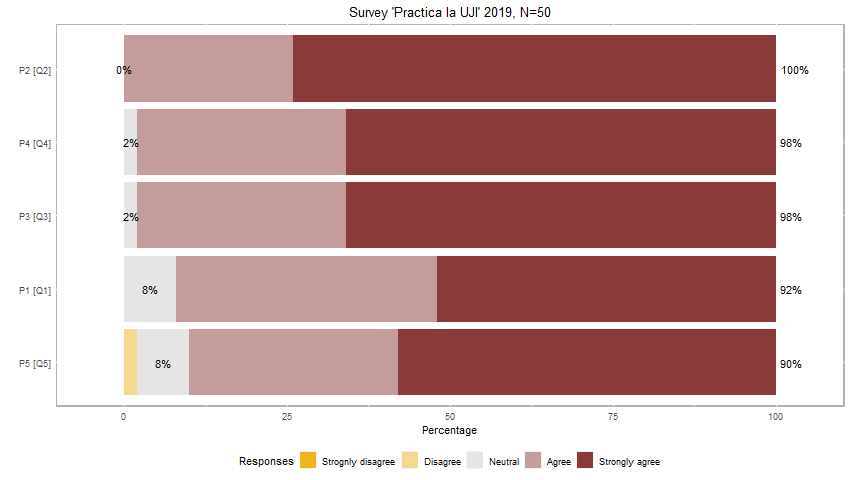 Survey 'Practica la UJI' 2019, N=50
P2 [Q2] 0% 100%
P4 [Q4] 2% 98%
P3 [Q3] 2% 98%
P1 [Q1] 8% 92%
P5 [Q5] 8% 90%
0 25 50 75 100
Percentage
Responses Strognly disagree Disagree Neutral Agree Strongly agree